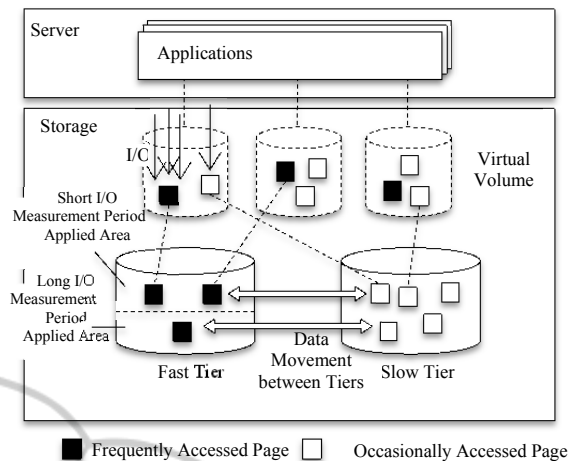 Server
Applications
Storage
I/O
Virtual
Volume
Short I/O
Measurement Period
Applied Area
Long I/O
Measurement
Period
Applied Area
Data
Movement
between Tiers
Fast Tier
Slow Tier
Frequently Accessed Page
Occasionally Accessed Page